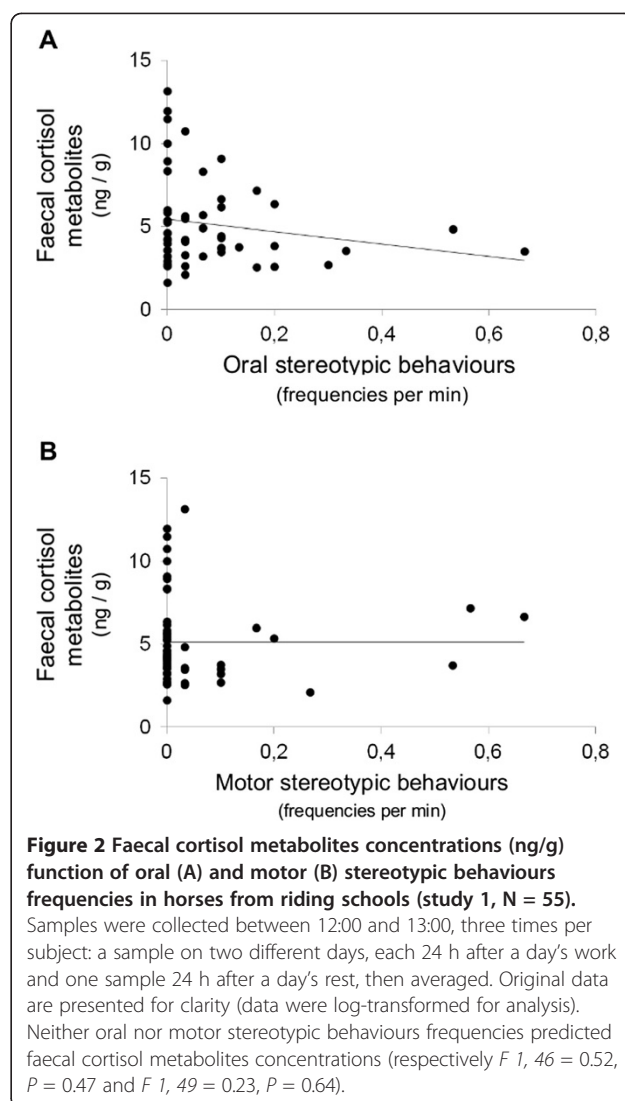 A
15
10
5
0
Faecal cortisol
metabolites
(ng / g)
0 0,2 0,4 0,6 0,8
Oral stereotypic behaviours
(frequencies per min)
B
15
10
5
0
Faecal cortisol
metabolites
(ng / g)
0 0,2 0,4 0,6 0,8
Motor stereotypic behaviours
(frequencies per min)
Figure 2 Faecal cortisol metabolites concentrations (ng/g)
function of oral (A) and motor (B) stereotypic behaviours
frequencies in horses from riding schools (study 1, N = 55).
Samples were collected between 12:00 and 13:00, three times per
subject: a sample on two different days, each 24 h after a day's work
and one sample 24 h after a day's rest, then averaged. Original data
are presented for clarity (data were log-transformed for analysis).
Neither oral nor motor stereotypic behaviours frequencies predicted
faecal cortisol metabolites concentrations (respectively F 1, 46 = 0.52,
P = 0.47 and F 1, 49 = 0.23, P = 0.64).